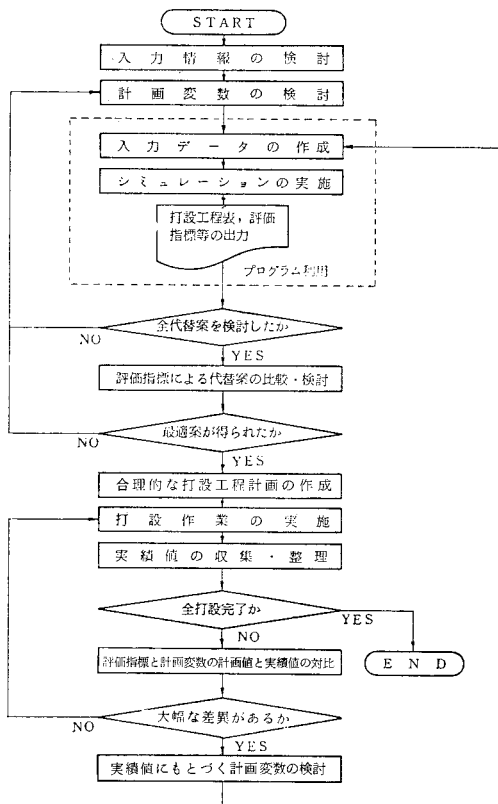 START
入力情報の検討
計画変数の検討
入力データの作成
シミュレーションの実施
打設工程表,評価
指標等の出力
プログラム利用
全代替案を検討したか
NO
YES
評価指標による代替案の比較・検討
最適案が得られたか
NO
YES
合理的な打設工程計画の作成
打設作業の実施
実績値の収集・整理
全打設完了か
YES
NO
END
評価指標と計画変数の計画値と実績値の対比
大幅な差異があるか
NO
YES
実績値にもとづく計画変数の検討